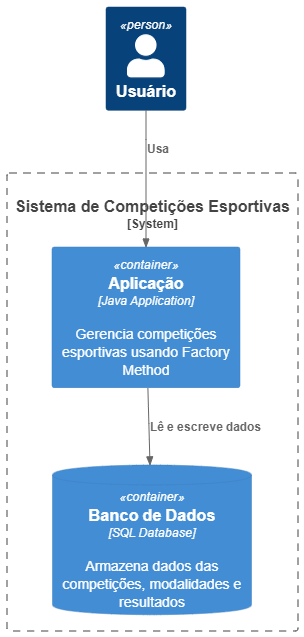 «person»
Usuário
Usa
Sistema de Competições Esportivas
[System]
«container»
Aplicação
[Java Application]
Gerencia competições
esportivas usando Factory
Method
Lê e escreve dados
«container»
Banco de Dados
[SQL Database]
Armazena dados das
competições, modalidades e
resultados